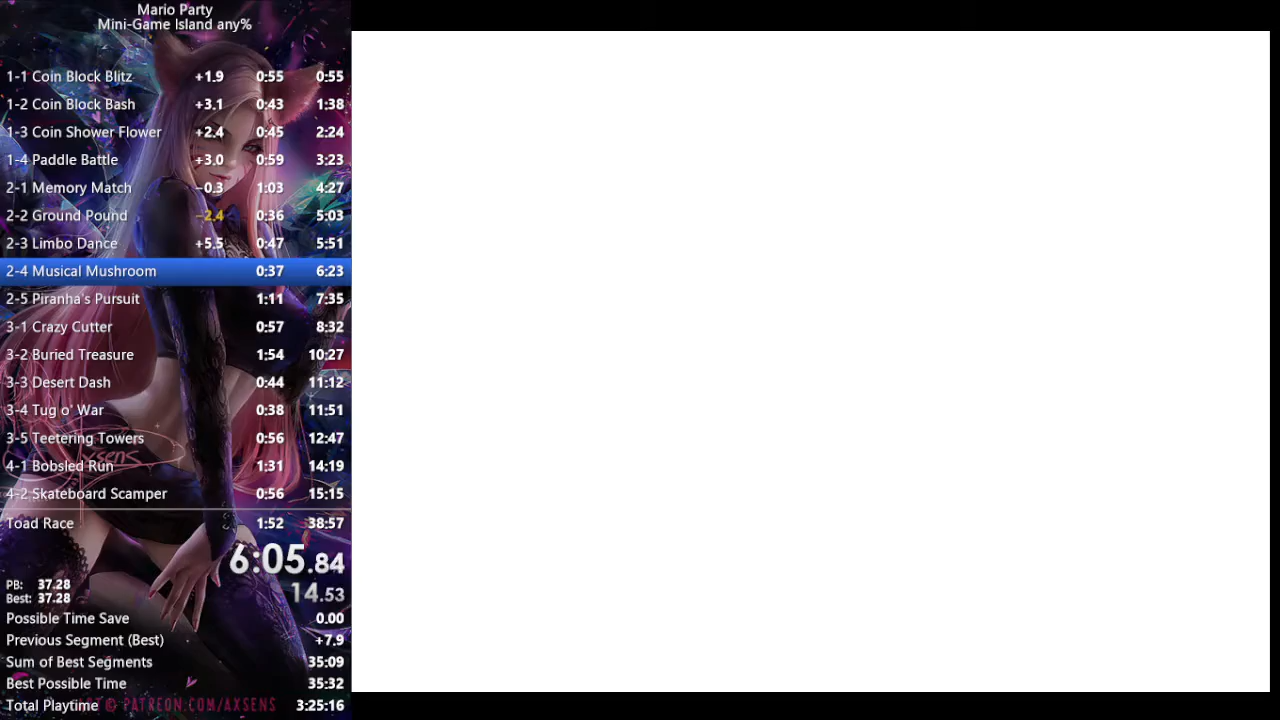 Mario Party
Mini-Game Island any%
1-1 Coin Block Blitz +1.9 0:55 0:55
1-2 Coin Block Bash +3.1 0:43 1:38
1-3 Coin Shower Flower +2.4 0:45 2:24
1-4 Paddle Battle +3.0 0:59 3:23
2-1 Memory Match −0.3 1:03 4:27
2-2 Ground Pound −2.4 0:36 5:03
2-3 Limbo Dance +5.5 0:47 5:51
2-4 Musical Mushroom 0:37 6:23
2-5 Piranha's Pursuit 1:11 7:35
3-1 Crazy Cutter 0:57 8:32
3-2 Buried Treasure 1:54 10:27
3-3 Desert Dash 0:44 11:12
3-4 Tug o' War 0:38 11:51
3-5 Teetering Towers 0:56 12:47
4-1 Bobsled Run 1:31 14:19
4-2 Skateboard Scamper 0:56 15:15
Toad Race 1:52 38:57
6:05.84
PB: 37.28
Best: 37.28
14.53
Possible Time Save 0.00
Previous Segment (Best) +7.9
Sum of Best Segments 35:09
Best Possible Time 35:32
Total Playtime 3:25:16
© PATREON.COM/AXSENS